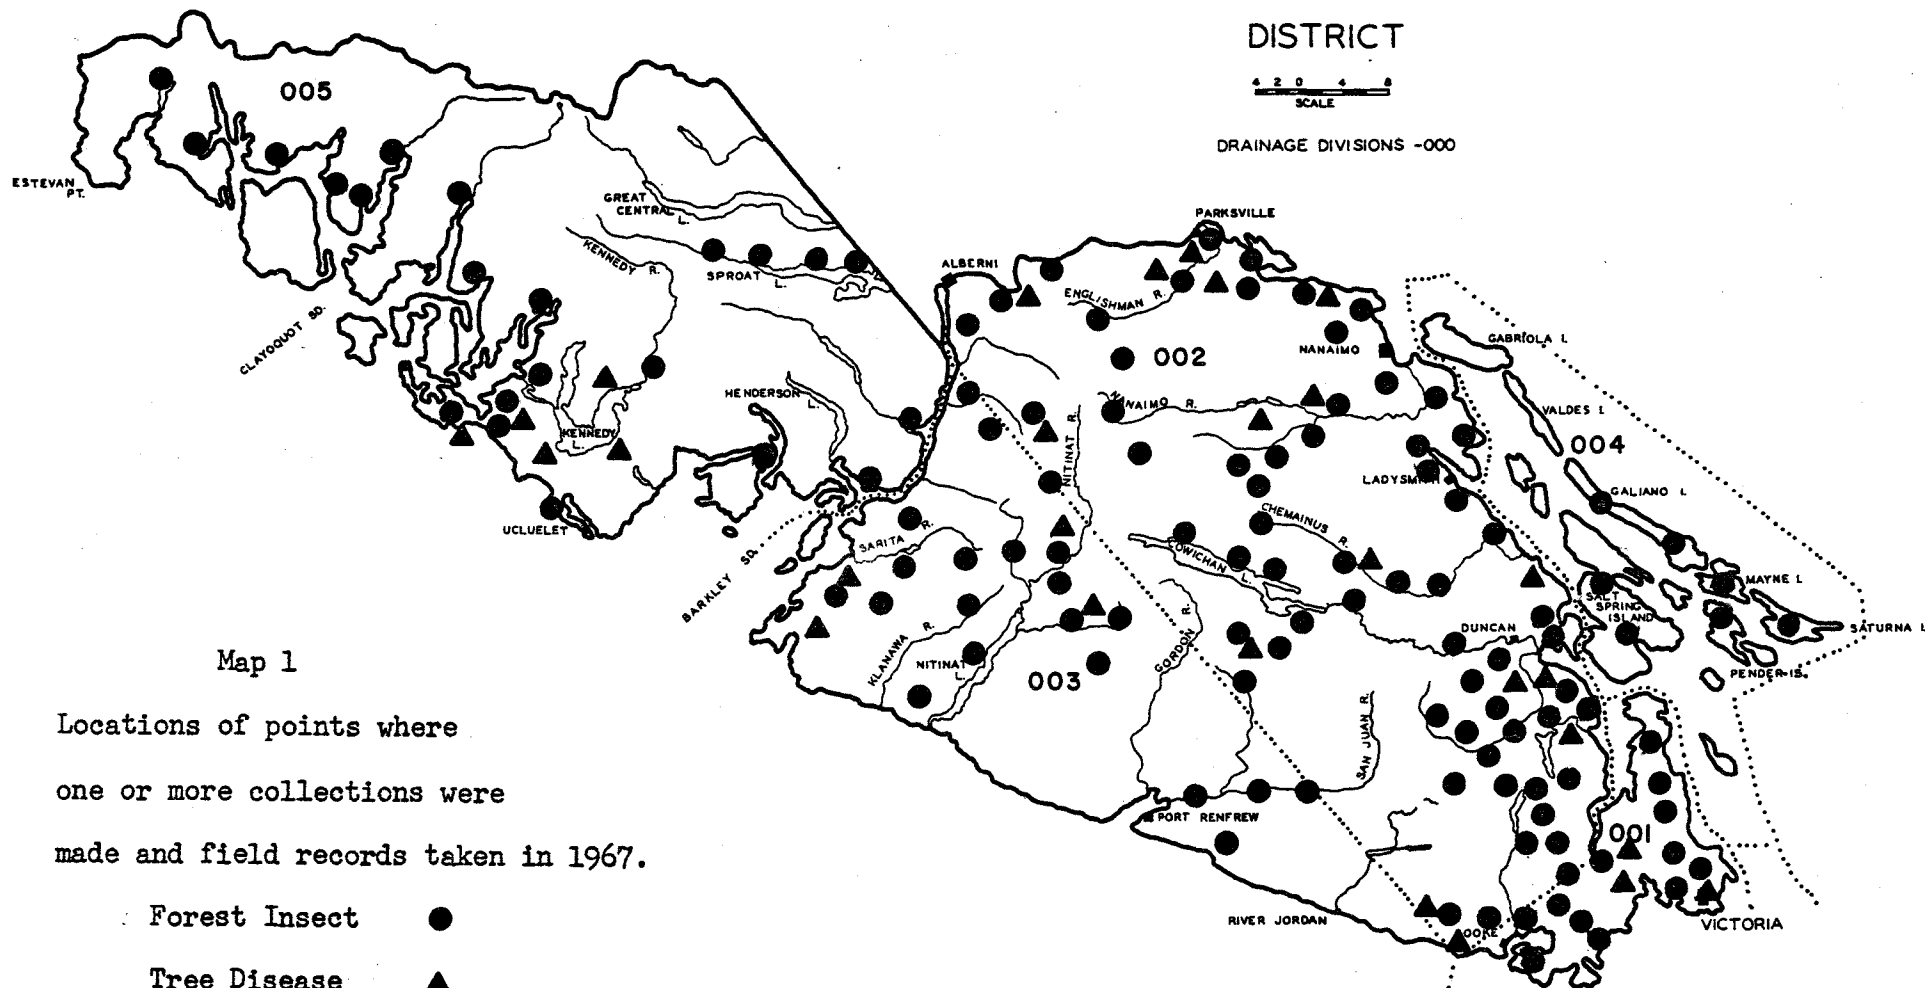 DISTRICT
4 2 0 4 8
SCALE
DRAINAGE DIVISIONS -000
005
ESTEVAN
PT.
GREAT
CENTRAL L.
KENNEDY R.
SPROAT L.
CLAYOQUOT SD.
ALBERNI
PARKSVILLE
ENGLISHMAN R.
002
NANAIMO
GABRIOLA I.
VALDES I.
004
HENDERSON
L.
NANAIMO R.
NITINAT R.
KENNEDY
L.
LADYSMITH
GALIANO I.
UCLUELET
BARKLEY SD.
SARITA R.
CHEMAINUS R.
COWICHAN L.
MAYNE I.
SALT
SPRING
ISLAND
SATURNA I.
PENDER IS.
DUNCAN
KLANAWA R.
NITINAT
L.
GORDON R.
003
SAN JUAN R.
PORT RENFREW
001
RIVER JORDAN
VICTORIA
Map 1
Locations of points where
one or more collections were
made and field records taken in 1967.
Forest Insect
Tree Disease